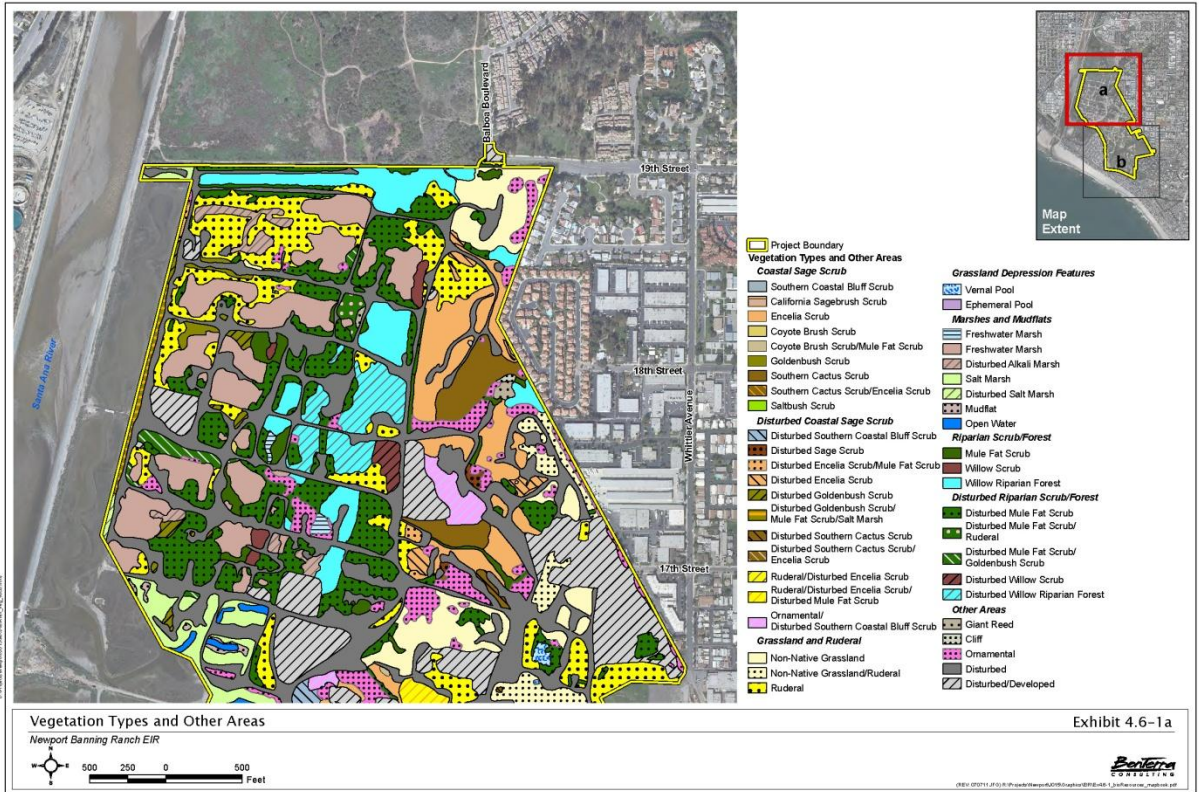 Balboa Boulevard
19th Street
18th Street
Whittier Avenue
17th Street
Santa Ana River
a
b
Map
Extent
Project Boundary
Vegetation Types and Other Areas
Coastal Sage Scrub
Southern Coastal Bluff Scrub
California Sagebrush Scrub
Encelia Scrub
Coyote Brush Scrub
Coyote Brush Scrub/Mule Fat Scrub
Goldenbush Scrub
Southern Cactus Scrub
Southern Cactus Scrub/Encelia Scrub
Saltbush Scrub
Disturbed Coastal Sage Scrub
Disturbed Southern Coastal Bluff Scrub
Disturbed Sage Scrub
Disturbed Encelia Scrub/Mule Fat Scrub
Disturbed Encelia Scrub
Disturbed Goldenbush Scrub
Disturbed Goldenbush Scrub/
Mule Fat Scrub/Salt Marsh
Disturbed Southern Cactus Scrub
Disturbed Southern Cactus Scrub/
Encelia Scrub
Ruderal/Disturbed Encelia Scrub
Ruderal/Disturbed Encelia Scrub/
Disturbed Mule Fat Scrub
Ornamental/
Disturbed Southern Coastal Bluff Scrub
Grassland and Ruderal
Non-Native Grassland
Non-Native Grassland/Ruderal
Ruderal
Grassland Depression Features
Vernal Pool
Ephemeral Pool
Marshes and Mudflats
Freshwater Marsh
Freshwater Marsh
Disturbed Alkali Marsh
Salt Marsh
Disturbed Salt Marsh
Mudflat
Open Water
Riparian Scrub/Forest
Mule Fat Scrub
Willow Scrub
Willow Riparian Forest
Disturbed Riparian Scrub/Forest
Disturbed Mule Fat Scrub
Disturbed Mule Fat Scrub/
Ruderal
Disturbed Mule Fat Scrub/
Goldenbush Scrub
Disturbed Willow Scrub
Disturbed Willow Riparian Forest
Other Areas
Giant Reed
Cliff
Ornamental
Disturbed
Disturbed/Developed
Vegetation Types and Other Areas
Exhibit 4.6-1a
Newport Banning Ranch EIR
N
W E
S
500 250 0 500
Feet
BonTerra
CONSULTING